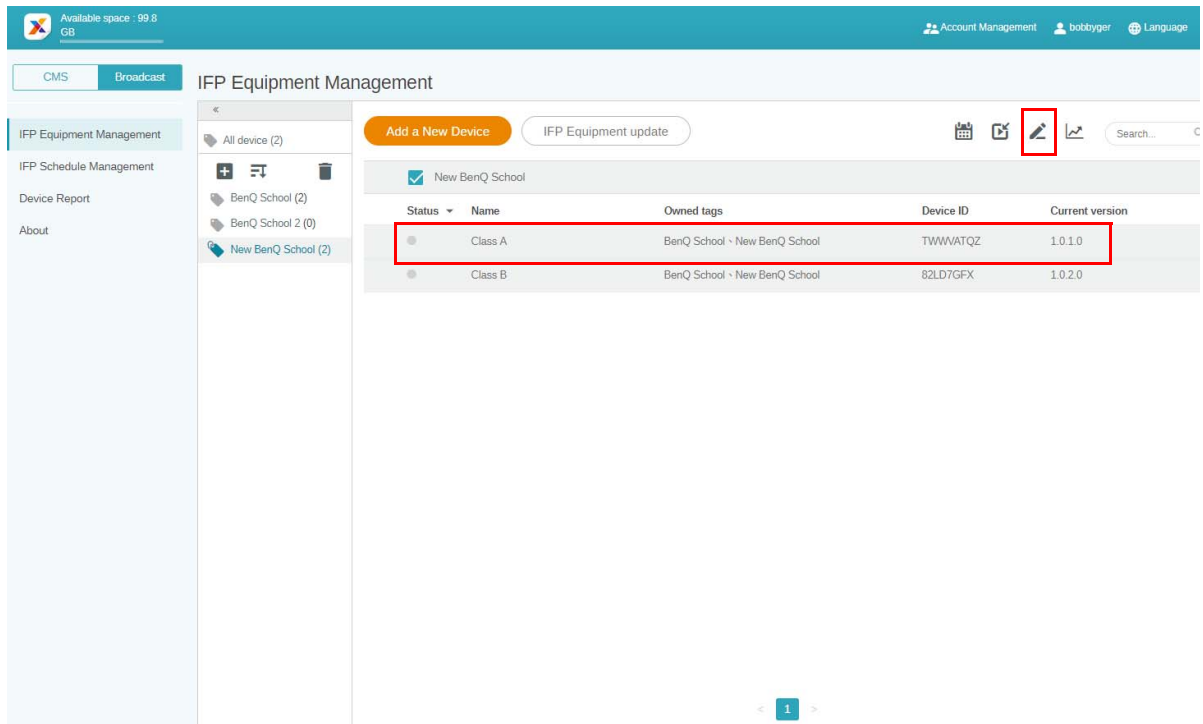 Available space : 99.8
GB
Account Management
bobbyger
Language
CMS
Broadcast
IFP Equipment Management
IFP Schedule Management
Device Report
About
IFP Equipment Management
«
All device (2)
BenQ School (2)
BenQ School 2 (0)
New BenQ School (2)
Add a New Device
IFP Equipment update
Search...
New BenQ School
Status Name Owned tags Device ID Current version
Class A BenQ School、New BenQ School TWWVATQZ 1.0.1.0
Class B BenQ School、New BenQ School 82LD7GFX 1.0.2.0
< 1 >